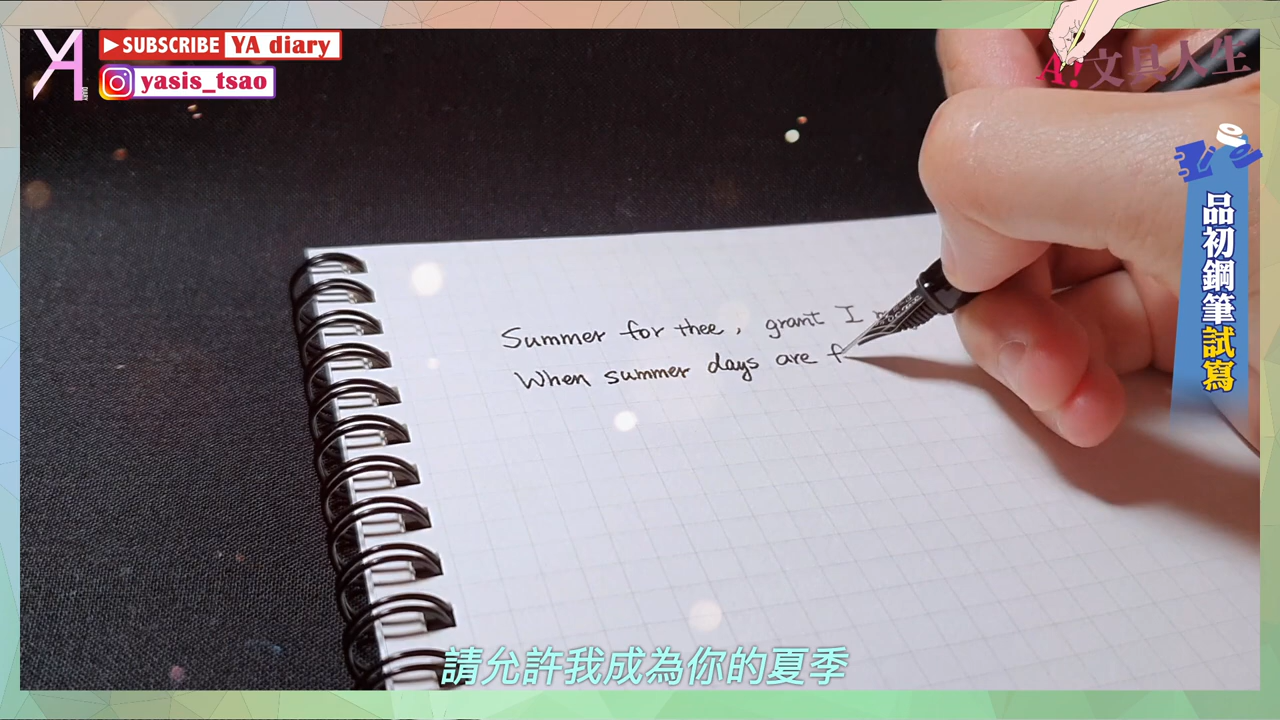 YA
DIARY
SUBSCRIBE YA diary
yasis_tsao
A!文具人生
品初鋼筆試寫
Summer for thee, grant I
When summer days are f
請允許我成為你的夏季